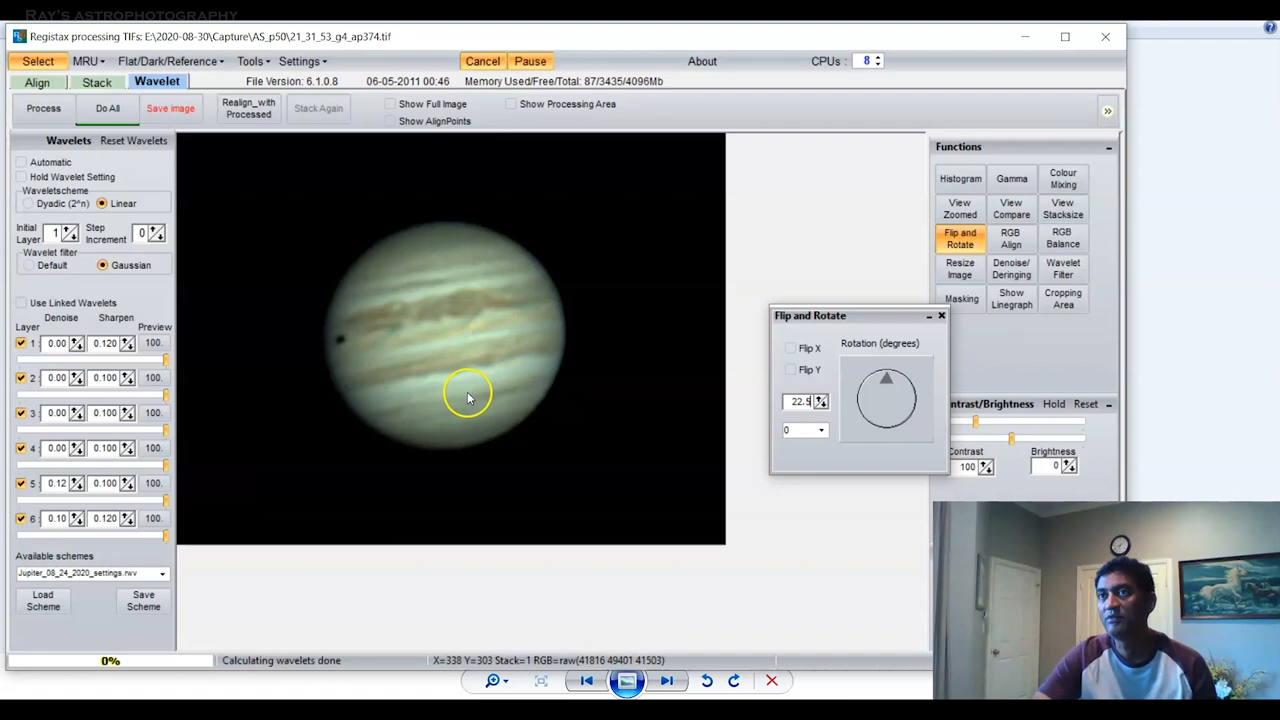 RAY'S ASTROPHOTOGRAPHY
Registax processing TIFs: E:\2020-08-30\Capture\AS_p50\21_31_53_g4_ap374.tif
Select MRU Flat/Dark/Reference Tools Settings Cancel Pause About CPUs: 8
Align Stack Wavelet File Version: 6.1.0.8 06-05-2011 00:46 Memory Used/Free/Total: 87/3435/4096Mb
Process Do All Save image Realign_with Processed Stack Again Show Full Image Show Processing Area
Show AlignPoints
Wavelets Reset Wavelets
Automatic
Hold Wavelet Setting
Waveletscheme
Dyadic (2^n) Linear
Initial Layer 1 Step Increment 0
Wavelet filter
Default Gaussian
Use Linked Wavelets
Denoise Sharpen
Layer Preview
1 : 0.00 0.120 100.
2 : 0.00 0.100 100.
3 : 0.00 0.100 100.
4 : 0.00 0.100 100.
5 : 0.12 0.100 100.
6 : 0.10 0.120 100.
Available schemes
Jupiter_08_24_2020_settings.rwv
Load Scheme Save Scheme
Functions
Histogram Gamma Colour Mixing
View Zoomed View Compare View Stacksize
Flip and Rotate RGB Align RGB Balance
Resize Image Denoise/Deringing Wavelet Filter
Masking Show Linegraph Cropping Area
Flip and Rotate
Flip X Rotation (degrees)
Flip Y
22.5
0
ntrast/Brightness Hold Reset
ontrast Brightness
100 0
0% Calculating wavelets done X=338 Y=303 Stack=1 RGB=raw(41816 49401 41503)